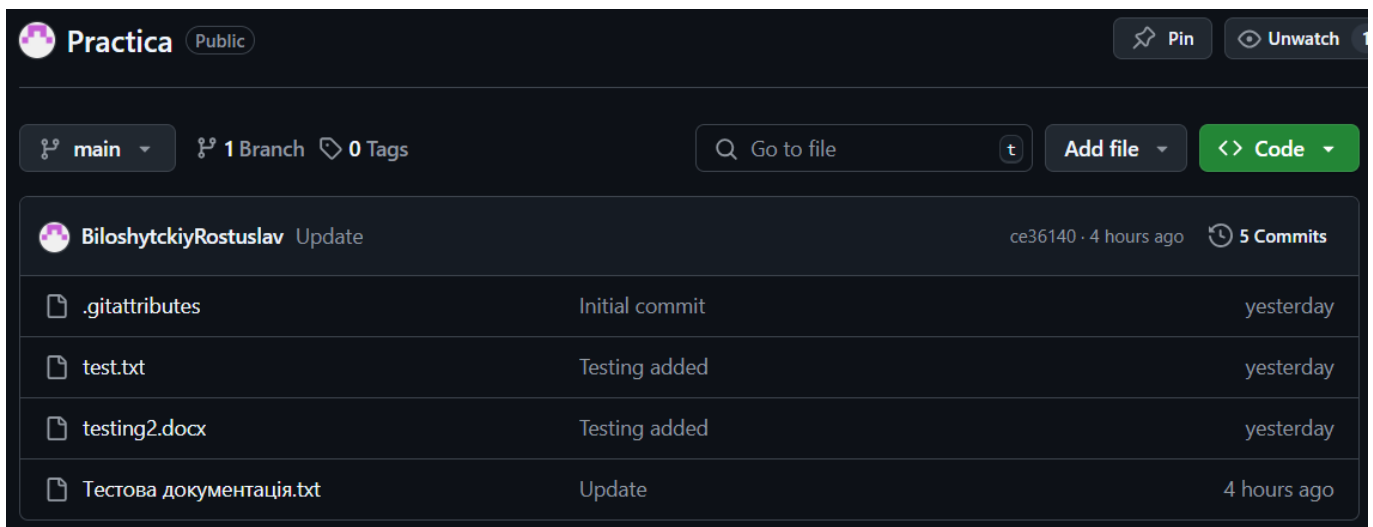 Practica Public Pin Unwatch 1
main 1 Branch 0 Tags Go to file t Add file Code
BiloshytckiyRostuslav Update ce36140 · 4 hours ago 5 Commits
.gitattributes Initial commit yesterday
test.txt Testing added yesterday
testing2.docx Testing added yesterday
Тестова документація.txt Update 4 hours ago